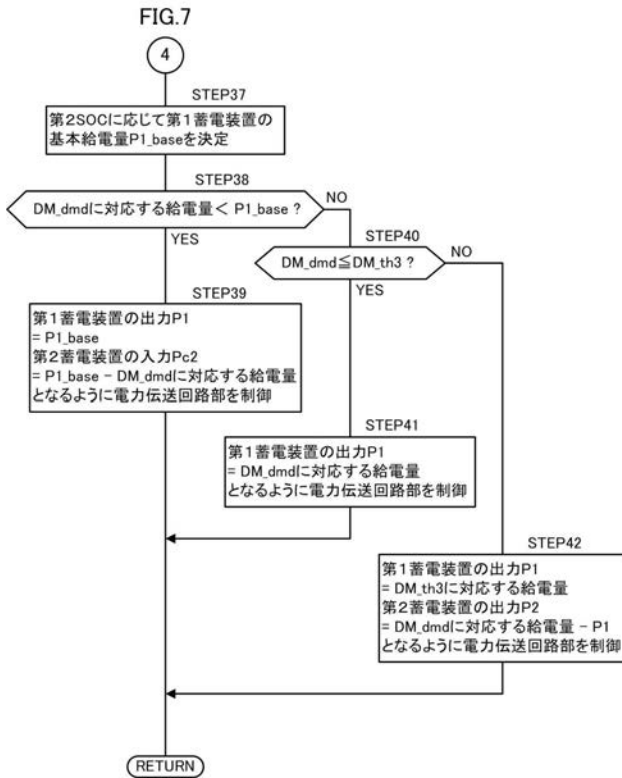 FIG.7
4
STEP37
第2SOCに応じて第1蓄電装置の
基本給電量P1_baseを決定
STEP38
DM_dmdに対応する給電量< P1_base ?
NO
YES
STEP40
DM_dmd≦DM_th3 ?
NO
YES
STEP39
第1蓄電装置の出力P1
= P1_base
第2蓄電装置の入力Pc2
= P1_base − DM_dmdに対応する給電量
となるように電力伝送回路部を制御
STEP41
第1蓄電装置の出力P1
= DM_dmdに対応する給電量
となるように電力伝送回路部を制御
STEP42
第1蓄電装置の出力P1
= DM_th3に対応する給電量
第2蓄電装置の出力P2
= DM_dmdに対応する給電量 − P1
となるように電力伝送回路部を制御
RETURN